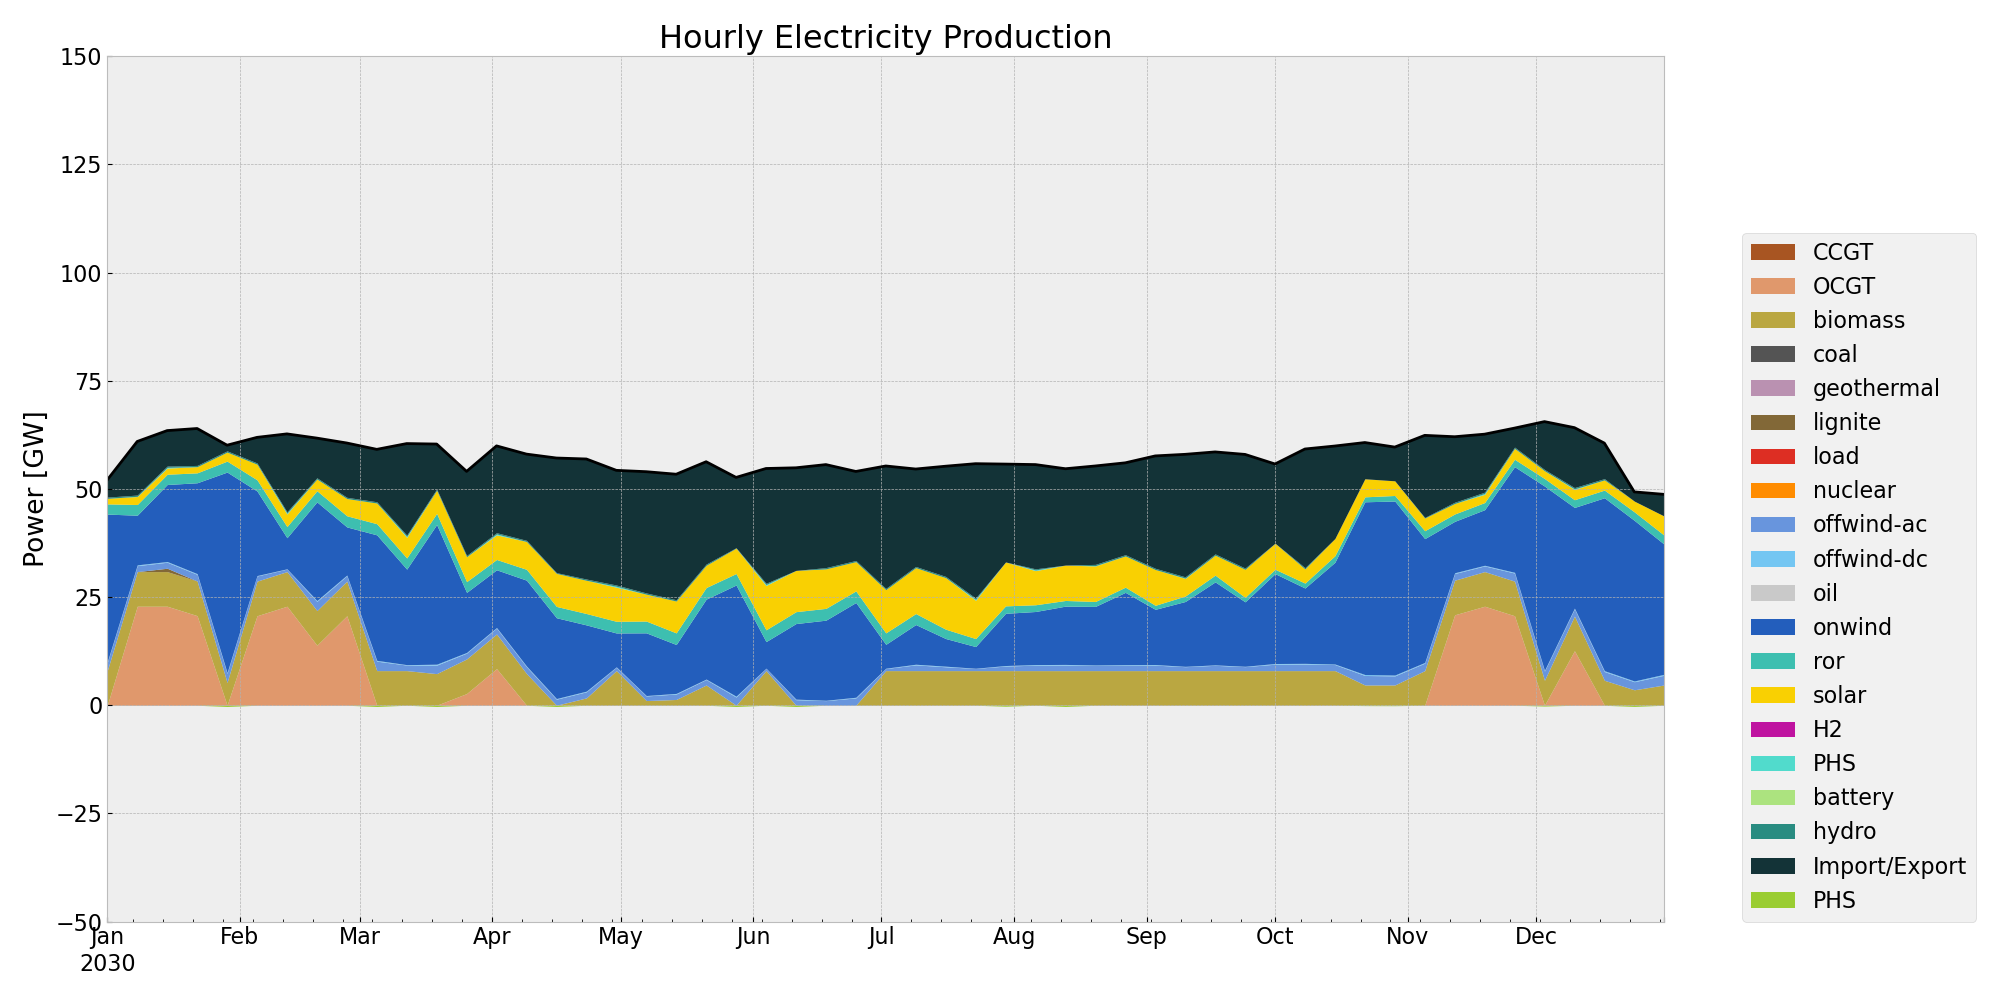 Hourly Electricity Production
Power [GW]
150
125
100
75
50
25
0
−25
−50
Jan Feb Mar Apr May Jun Jul Aug Sep Oct Nov Dec
2030
CCGT
OCGT
biomass
coal
geothermal
lignite
load
nuclear
offwind-ac
offwind-dc
oil
onwind
ror
solar
H2
PHS
battery
hydro
Import/Export
PHS